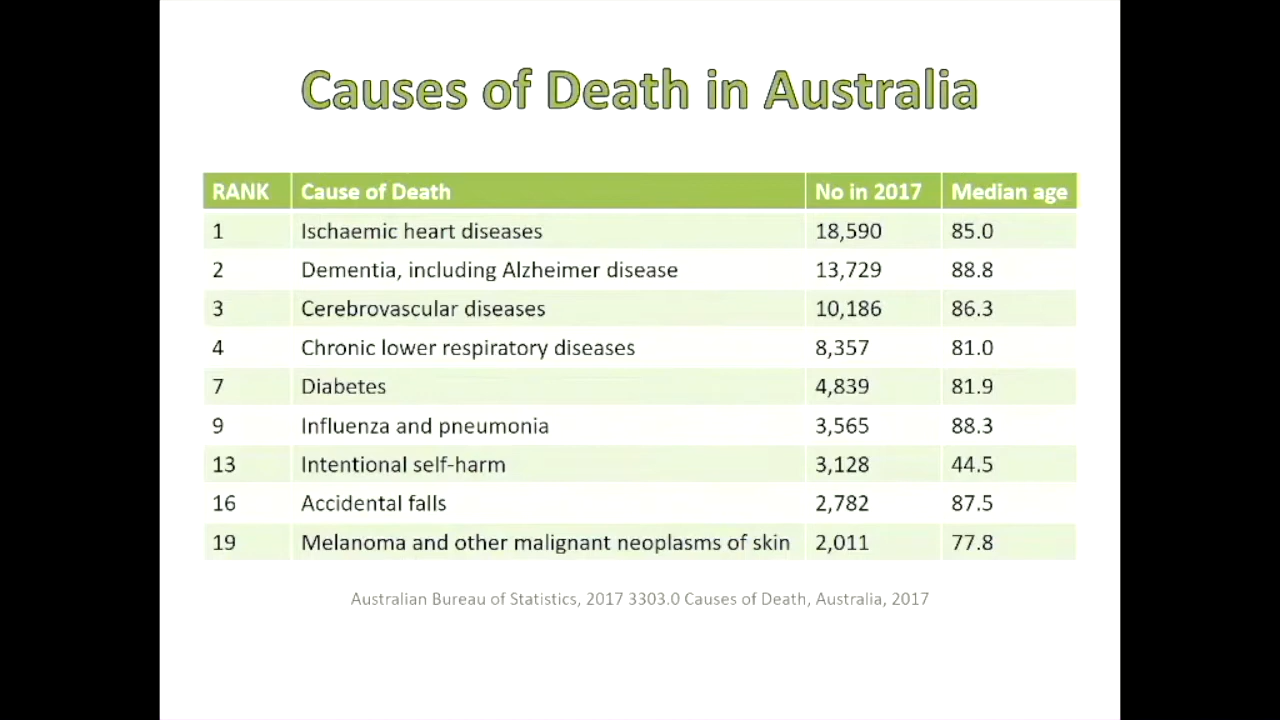 Causes of Death in Australia
RANK Cause of Death No in 2017 Median age
1 Ischaemic heart diseases 18,590 85.0
2 Dementia, including Alzheimer disease 13,729 88.8
3 Cerebrovascular diseases 10,186 86.3
4 Chronic lower respiratory diseases 8,357 81.0
7 Diabetes 4,839 81.9
9 Influenza and pneumonia 3,565 88.3
13 Intentional self-harm 3,128 44.5
16 Accidental falls 2,782 87.5
19 Melanoma and other malignant neoplasms of skin 2,011 77.8
Australian Bureau of Statistics, 2017 3303.0 Causes of Death, Australia, 2017